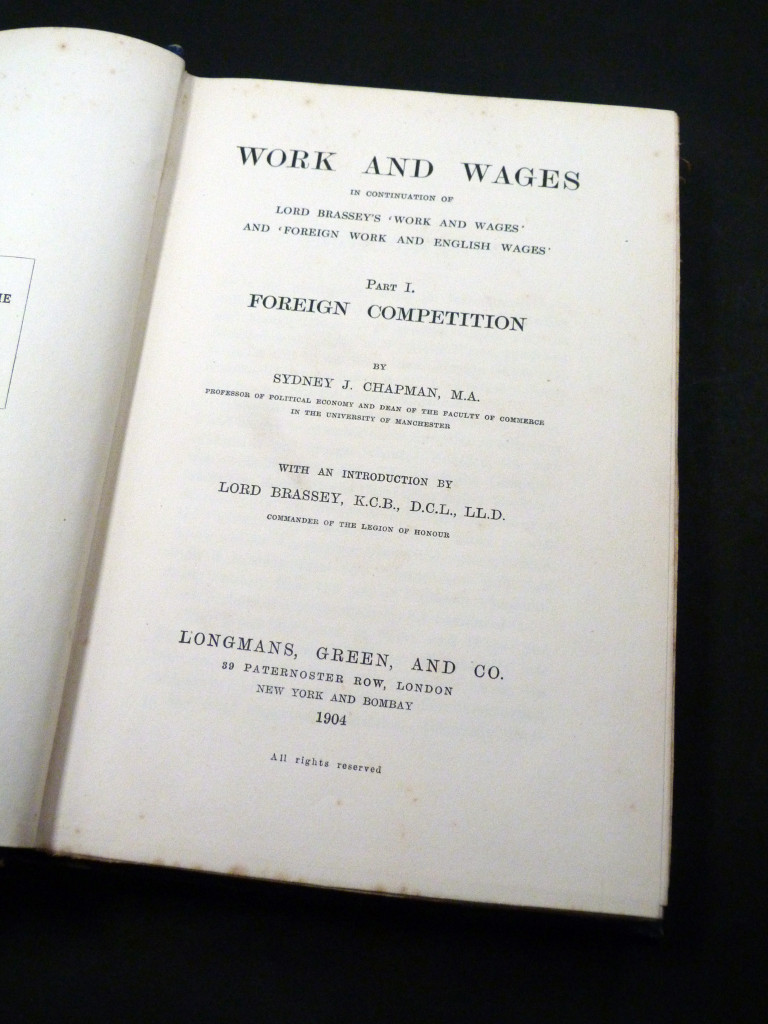 WORK AND WAGES
IN CONTINUATION OF
LORD BRASSEY'S 'WORK AND WAGES'
AND 'FOREIGN WORK AND ENGLISH WAGES'
PART I.
FOREIGN COMPETITION
BY
SYDNEY J. CHAPMAN, M.A.
PROFESSOR OF POLITICAL ECONOMY AND DEAN OF THE FACULTY OF COMMERCE
IN THE UNIVERSITY OF MANCHESTER
WITH AN INTRODUCTION BY
LORD BRASSEY, K.C.B., D.C.L., LL.D.
COMMANDER OF THE LEGION OF HONOUR
LONGMANS, GREEN, AND CO.
39 PATERNOSTER ROW, LONDON
NEW YORK AND BOMBAY
1904
All rights reserved